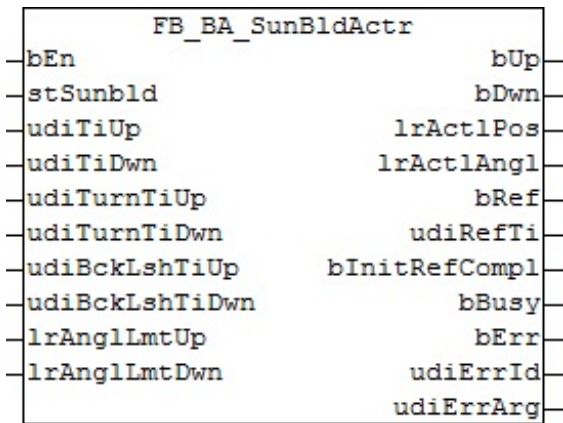 FB_BA_SunBldActr
bEn bUp
stSunbld bDwn
udiTiUp lrActlPos
udiTiDwn lrActlAngl
udiTurnTiUp bRef
udiTurnTiDwn udiRefTi
udiBckLshTiUp bInitRefCompl
udiBckLshTiDwn bBusy
lrAnglLmtUp bErr
lrAnglLmtDwn udiErrId
udiErrArg